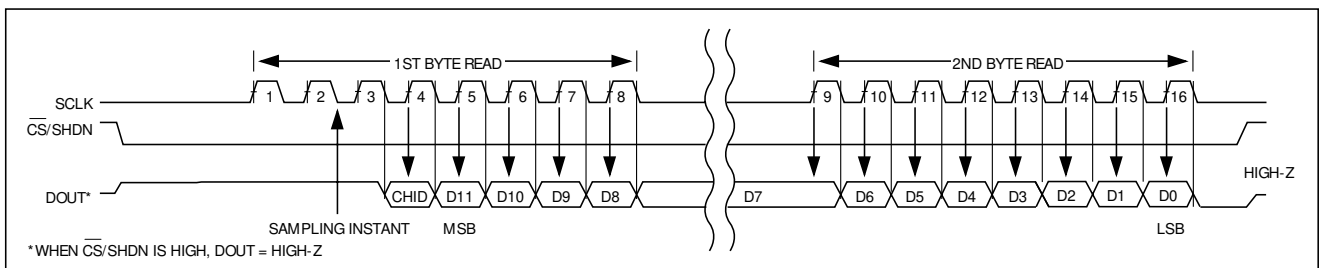 1ST BYTE READ 2ND BYTE READ
SCLK 1 2 3 4 5 6 7 8 9 10 11 12 13 14 15 16
CS/SHDN
HIGH-Z
DOUT* CHID D11 D10 D9 D8 D7 D6 D5 D4 D3 D2 D1 D0
SAMPLING INSTANT MSB LSB
*WHEN CS/SHDN IS HIGH, DOUT = HIGH-Z